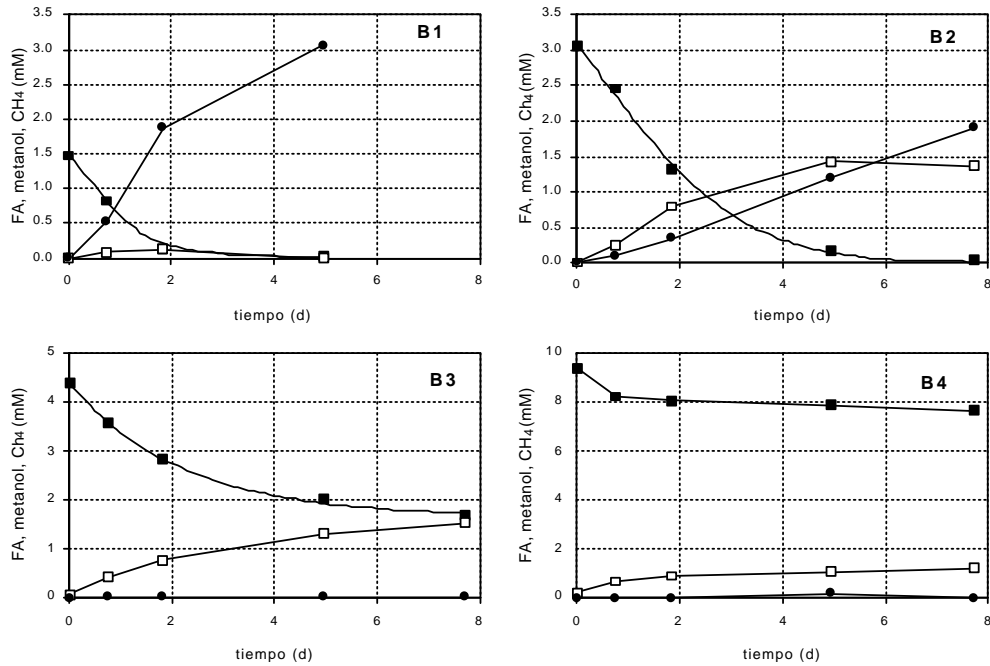 B1
FA, metanol, CH4 (mM)
3.5
3.0
2.5
2.0
1.5
1.0
0.5
0.0
0 2 4 6 8
tiempo (d)
B2
FA, metanol, Ch4 (mM)
3.5
3.0
2.5
2.0
1.5
1.0
0.5
0.0
0 2 4 6 8
tiempo (d)
B3
FA, metanol, Ch4 (mM)
5
4
3
2
1
0
0 2 4 6 8
tiempo (d)
B4
FA, metanol, CH4 (mM)
10
8
6
4
2
0
0 2 4 6 8
tiempo (d)